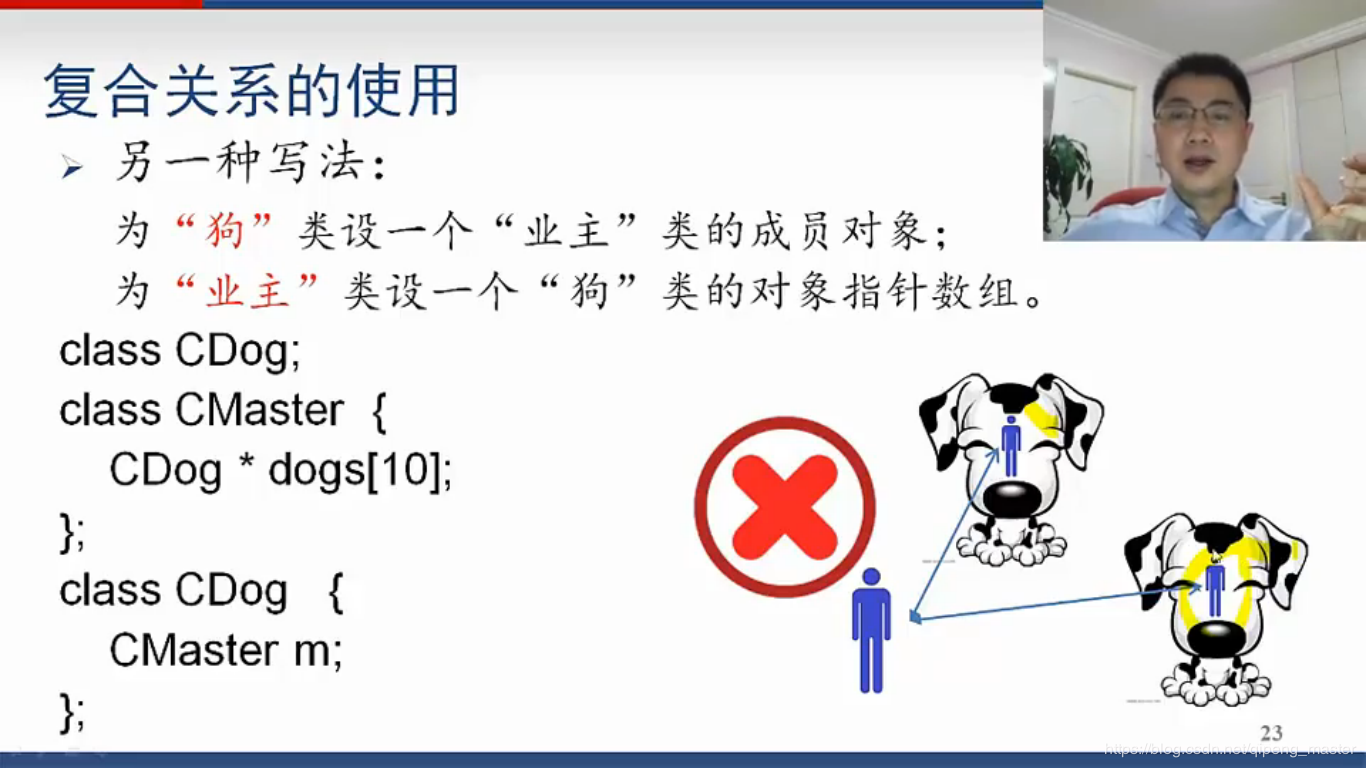 复合关系的使用
另一种写法：
为“狗”类设一个“业主”类的成员对象；
为“业主”类设一个“狗”类的对象指针数组。
class CDog;
class CMaster {
CDog * dogs[10];
};
class CDog {
CMaster m;
};
23
https://blog.csdn.net/qipeng_master